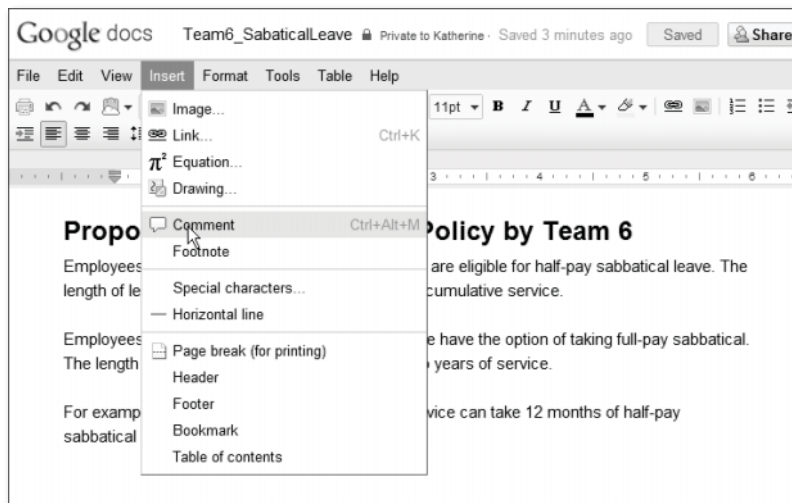 Google docs Team6_SabaticalLeave Private to Katherine · Saved 3 minutes ago Saved Share
File Edit View Insert Format Tools Table Help
11pt B I U A
Image...
Link... Ctrl+K
π² Equation...
Drawing...
3 4 5 6
Comment Ctrl+Alt+M
Footnote
Special characters...
Horizontal line
Page break (for printing)
Header
Footer
Bookmark
Table of contents
Propo Policy by Team 6
Employees are eligible for half-pay sabbatical leave. The
length of le cumulative service.
Employees e have the option of taking full-pay sabbatical.
The length years of service.
For examp vice can take 12 months of half-pay
sabbatical